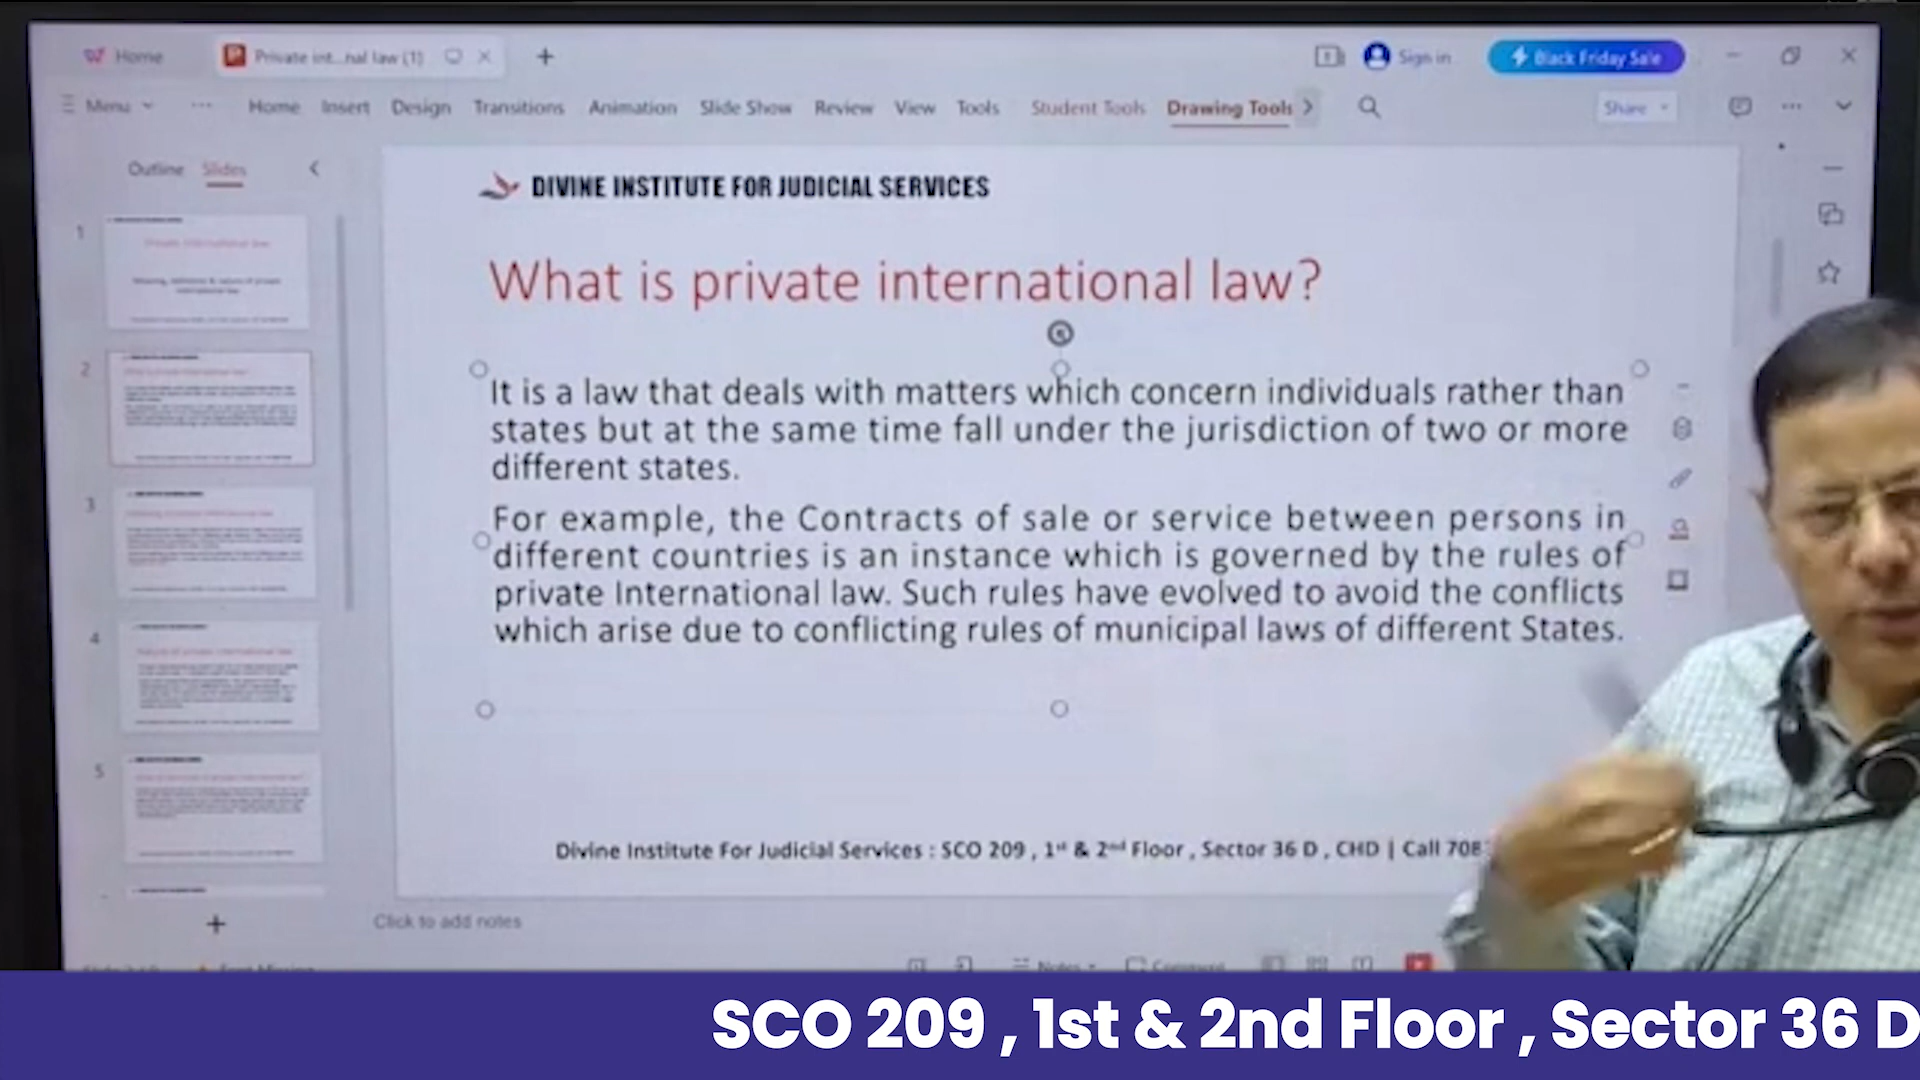 Home
Private int...nal law (1)
Sign in
Black Friday Sale
Menu
Home Insert Design Transitions Animation Slide Show Review View Tools Student Tools Drawing Tools
Share
Outline Slides
DIVINE INSTITUTE FOR JUDICIAL SERVICES
What is private international law?
It is a law that deals with matters which concern individuals rather than
states but at the same time fall under the jurisdiction of two or more
different states.
For example, the Contracts of sale or service between persons in
different countries is an instance which is governed by the rules of
private International law. Such rules have evolved to avoid the conflicts
which arise due to conflicting rules of municipal laws of different States.
Divine Institute For Judicial Services : SCO 209 , 1st & 2nd Floor , Sector 36 D , CHD | Call 708
1
2
3
4
5
Click to add notes
Notes
Comment
SCO 209 , 1st & 2nd Floor , Sector 36 D